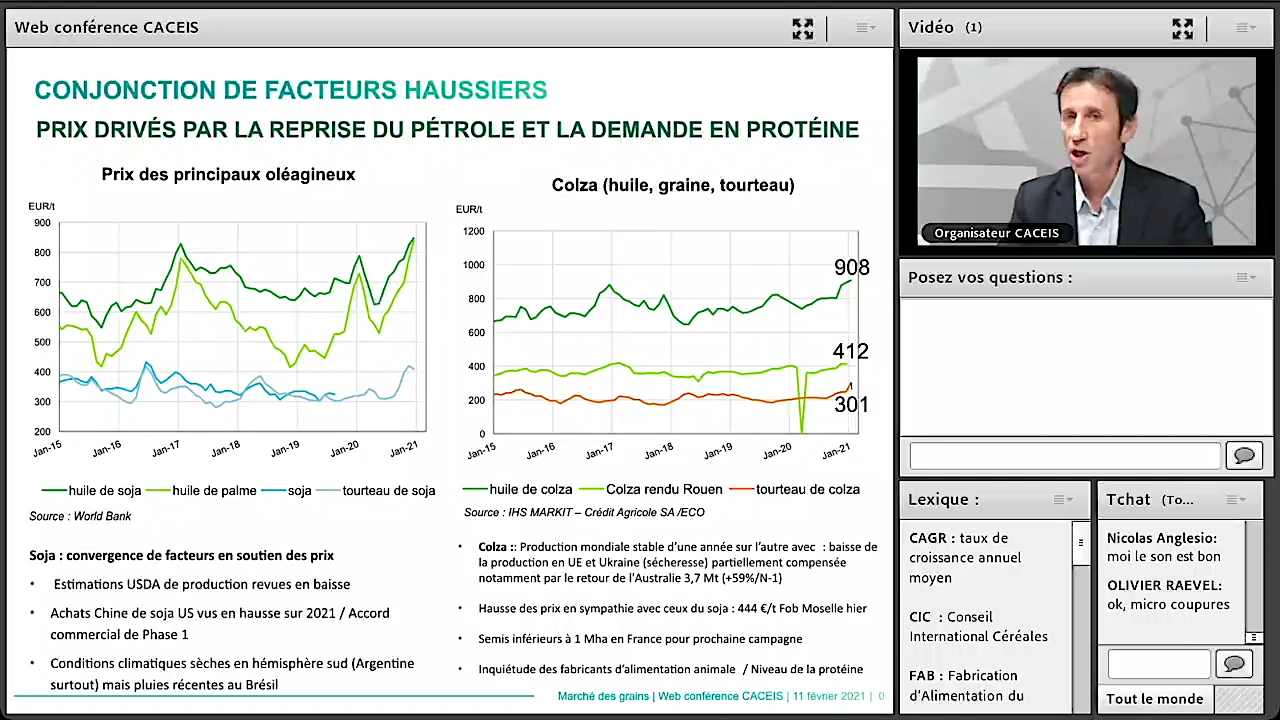 Web conférence CACEIS
CONJONCTION DE FACTEURS HAUSSIERS
PRIX DRIVÉS PAR LA REPRISE DU PÉTROLE ET LA DEMANDE EN PROTÉINE
Prix des principaux oléagineux
EUR/t
900
800
700
600
500
400
300
200
Jan-15
Jan-16
Jan-17
Jan-18
Jan-19
Jan-20
Jan-21
huile de soja
huile de palme
soja
tourteau de soja
Source : World Bank
Soja : convergence de facteurs en soutien des prix
• Estimations USDA de production revues en baisse
• Achats Chine de soja US vus en hausse sur 2021 / Accord
commercial de Phase 1
• Conditions climatiques sèches en hémisphère sud (Argentine
surtout) mais pluies récentes au Brésil
Colza (huile, graine, tourteau)
EUR/t
1200
1000
800
600
400
200
0
908
412
301
Jan-15
Jan-16
Jan-17
Jan-18
Jan-19
Jan-20
Jan-21
huile de colza
Colza rendu Rouen
tourteau de colza
Source : IHS MARKIT – Crédit Agricole SA /ECO
• Colza :: Production mondiale stable d'une année sur l'autre avec : baisse de
la production en UE et Ukraine (sécheresse) partiellement compensée
notamment par le retour de l'Australie 3,7 Mt (+59%/N-1)
• Hausse des prix en sympathie avec ceux du soja : 444 €/t Fob Moselle hier
• Semis inférieurs à 1 Mha en France pour prochaine campagne
• Inquiétude des fabricants d'alimentation animale / Niveau de la protéine
Marché des grains | Web conférence CACEIS | 11 février 2021 | 0
Vidéo (1)
Organisateur CACEIS
Posez vos questions :
Lexique :
CAGR : taux de
croissance annuel
moyen
CIC : Conseil
International Céréales
FAB : Fabrication
d'Alimentation du
Tchat (To...
Nicolas Anglesio:
moi le son est bon
OLIVIER RAEVEL:
ok, micro coupures
Tout le monde